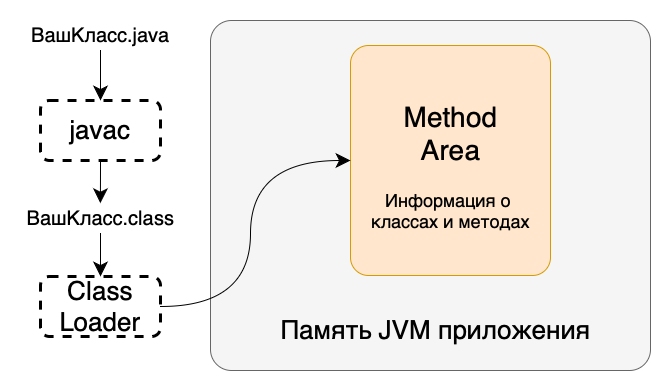 ВашКласс.java
javac
ВашКласс.class
Class
Loader
Method
Area
Информация о
классах и методах
Память JVM приложения